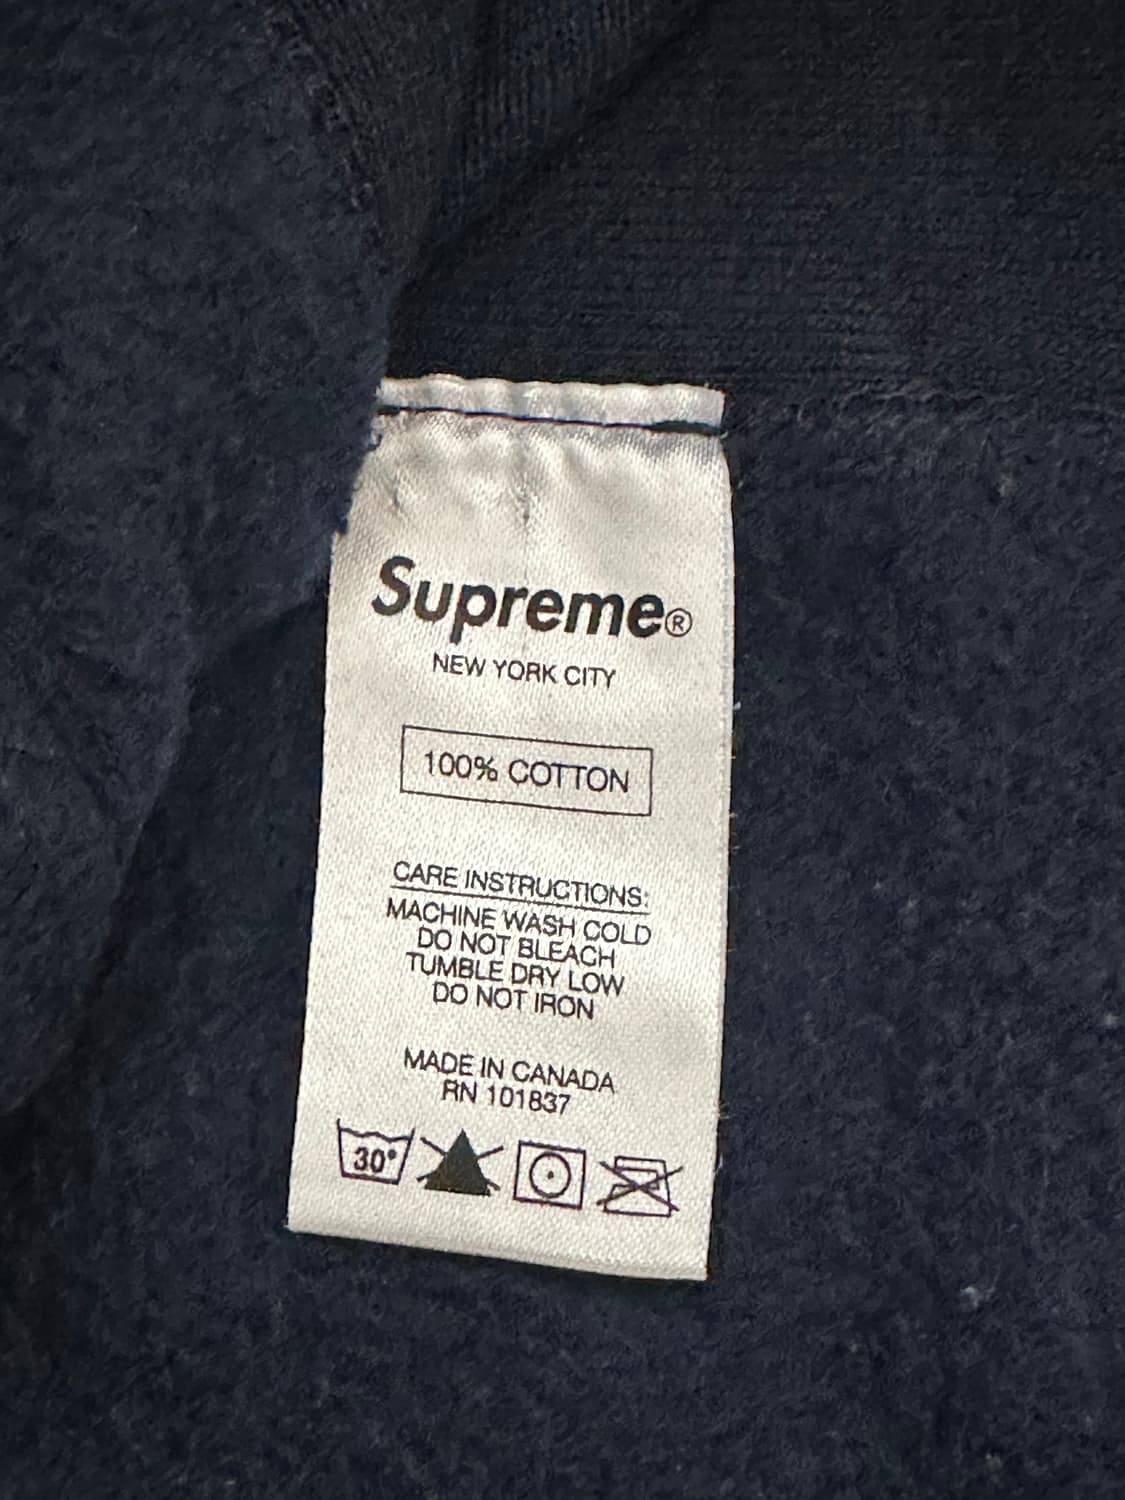 Supreme®
NEW YORK CITY
100% COTTON
CARE INSTRUCTIONS:
MACHINE WASH COLD
DO NOT BLEACH
TUMBLE DRY LOW
DO NOT IRON
MADE IN CANADA
RN 101837
30°